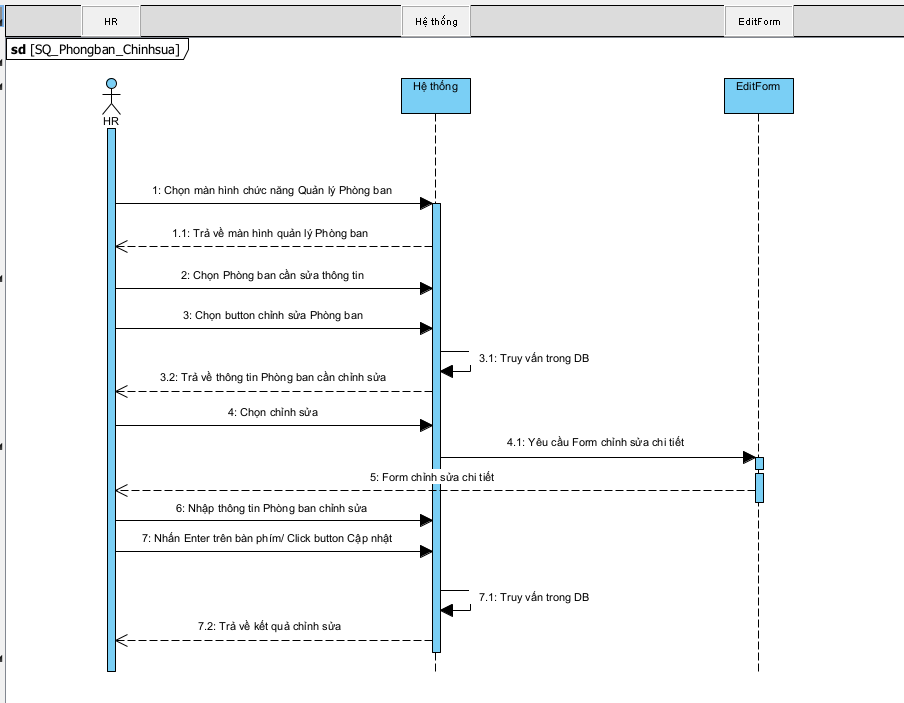 HR
Hệ thống
EditForm
sd [SQ_Phongban_Chinhsua]
Hệ thống
EditForm
HR
1: Chọn màn hình chức năng Quản lý Phòng ban
1.1: Trả về màn hình quản lý Phòng ban
2: Chọn Phòng ban cần sửa thông tin
3: Chọn button chỉnh sửa Phòng ban
3.1: Truy vấn trong DB
3.2: Trả về thông tin Phòng ban cần chỉnh sửa
4: Chọn chỉnh sửa
4.1: Yêu cầu Form chỉnh sửa chi tiết
5: Form chỉnh sửa chi tiết
6: Nhập thông tin Phòng ban chỉnh sửa
7: Nhấn Enter trên bàn phím/ Click button Cập nhật
7.1: Truy vấn trong DB
7.2: Trả về kết quả chỉnh sửa